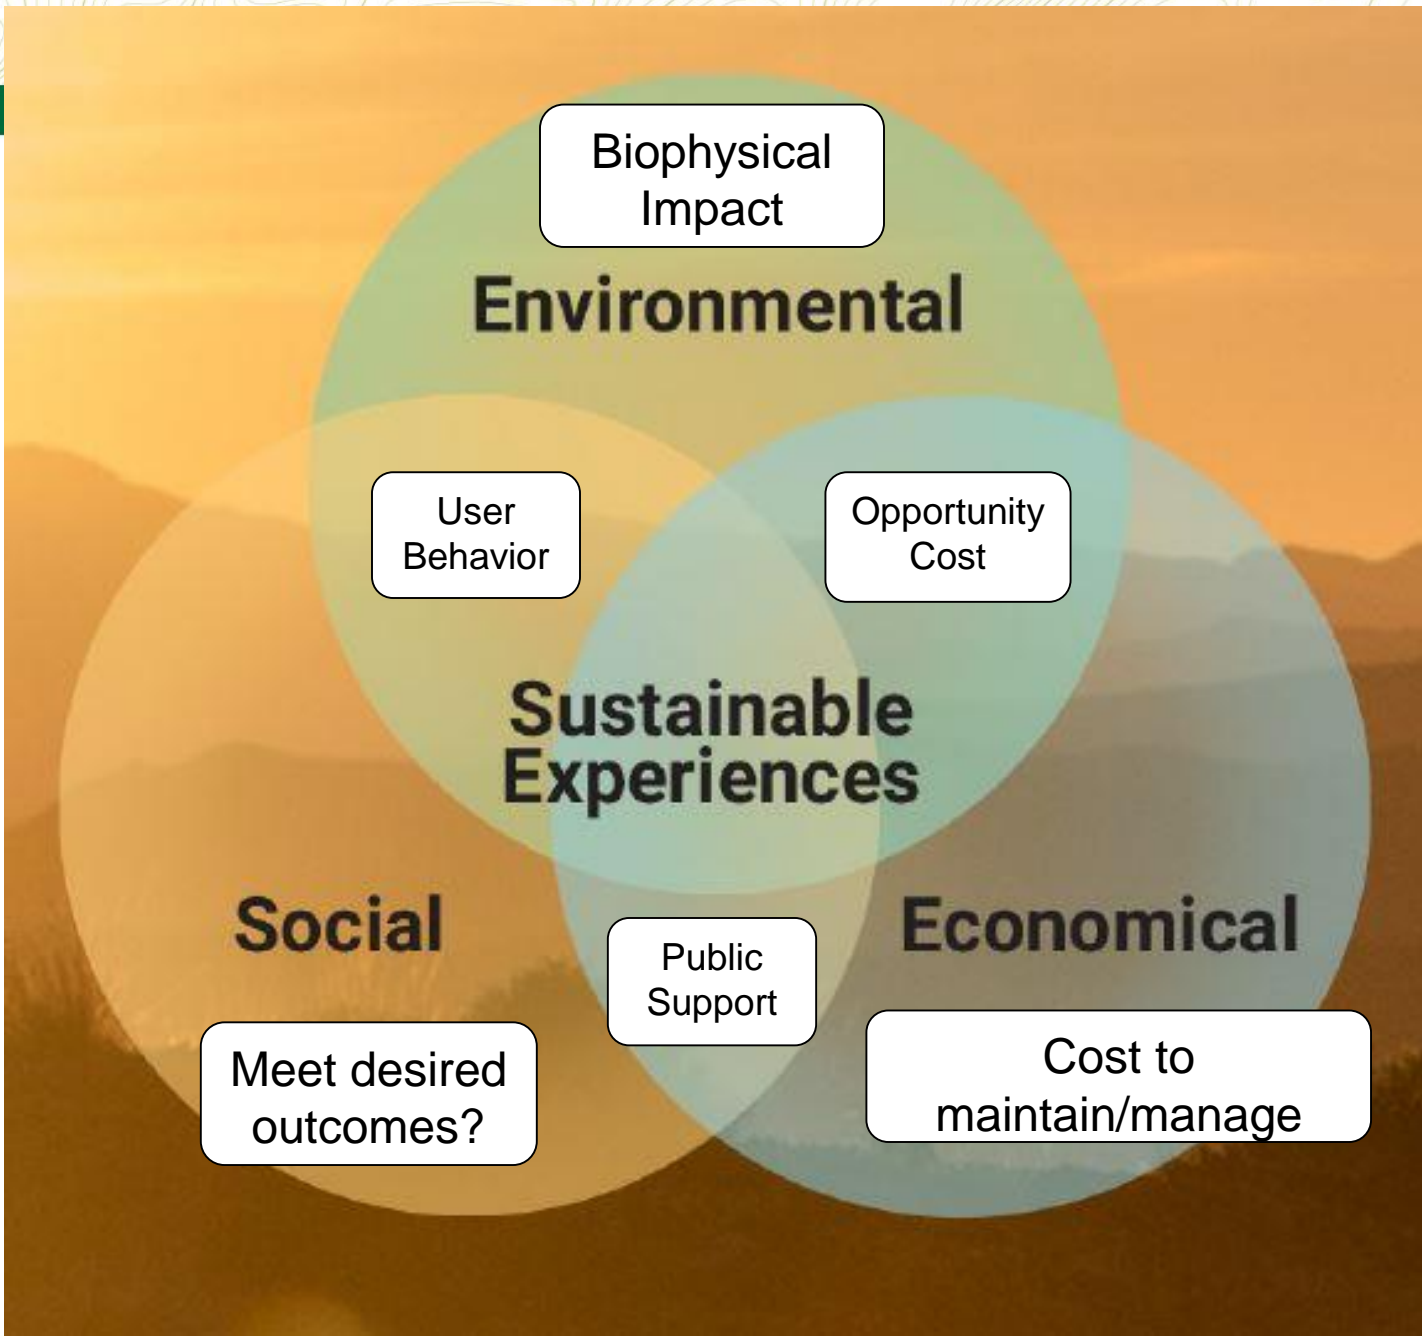 Biophysical
Impact
Environmental
User
Behavior
Opportunity
Cost
Sustainable
Experiences
Social
Economical
Public
Support
Meet desired
outcomes?
Cost to
maintain/manage